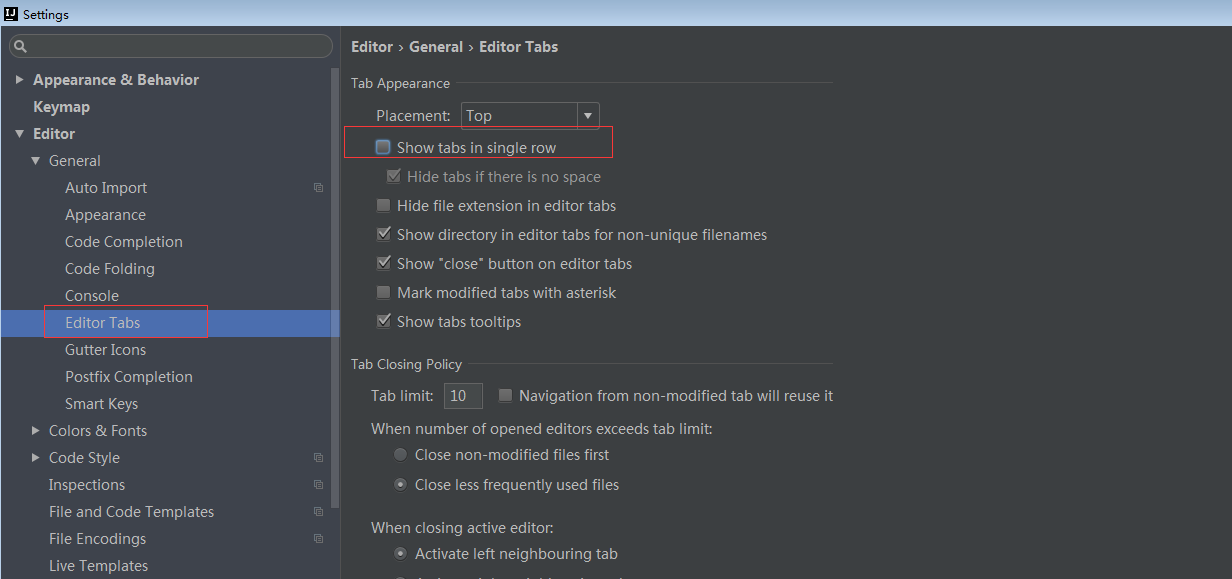 IJ Settings
Appearance & Behavior
Keymap
Editor
General
Auto Import
Appearance
Code Completion
Code Folding
Console
Editor Tabs
Gutter Icons
Postfix Completion
Smart Keys
Colors & Fonts
Code Style
Inspections
File and Code Templates
File Encodings
Live Templates
Editor › General › Editor Tabs
Tab Appearance
Placement: Top
Show tabs in single row
Hide tabs if there is no space
Hide file extension in editor tabs
Show directory in editor tabs for non-unique filenames
Show "close" button on editor tabs
Mark modified tabs with asterisk
Show tabs tooltips
Tab Closing Policy
Tab limit: 10 Navigation from non-modified tab will reuse it
When number of opened editors exceeds tab limit:
Close non-modified files first
Close less frequently used files
When closing active editor:
Activate left neighbouring tab